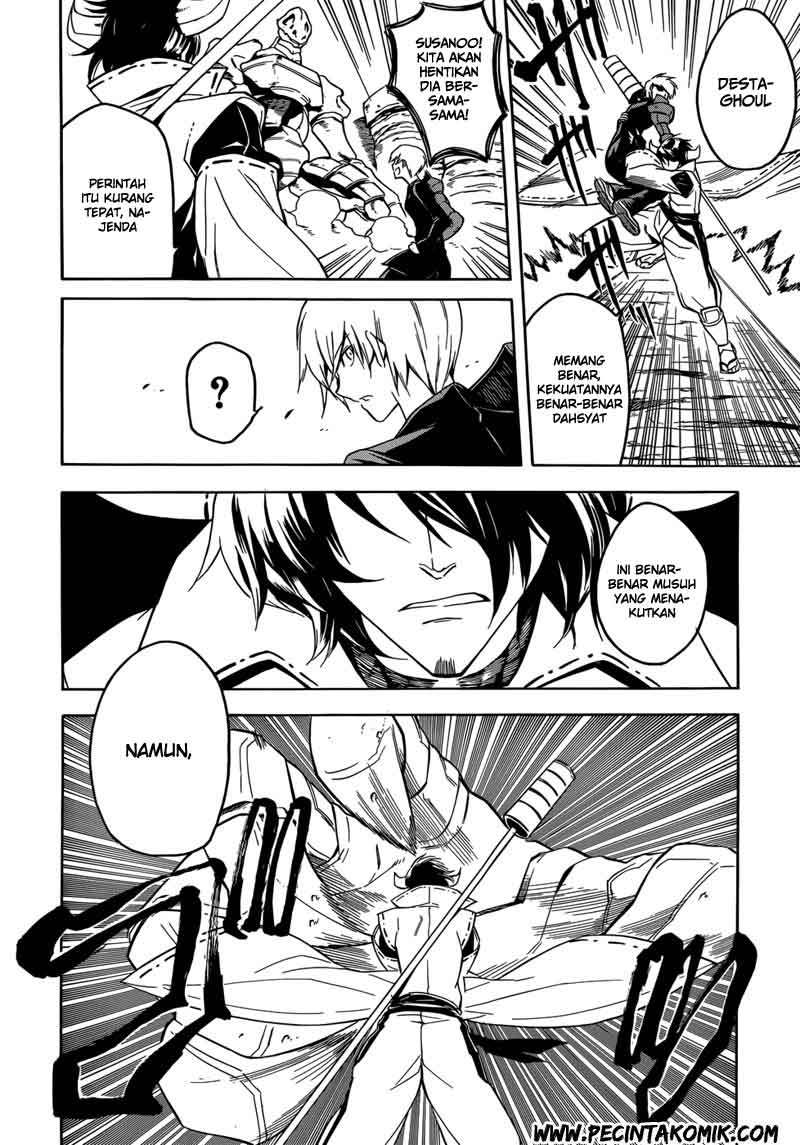 DESTA-
GHOUL
MEMANG
BENAR,
KEKUATANNYA
BENAR-BENAR
DAHSYAT
SUSANOO!
KITA AKAN
HENTIKAN
DIA BER-
SAMA-
SAMA!
PERINTAH
ITU KURANG
TEPAT, NA-
JENDA
?
INI BENAR-
BENAR MUSUH
YANG MENA-
KUTKAN
NAMUN,
WWW.PECINTAKOMIK.COM